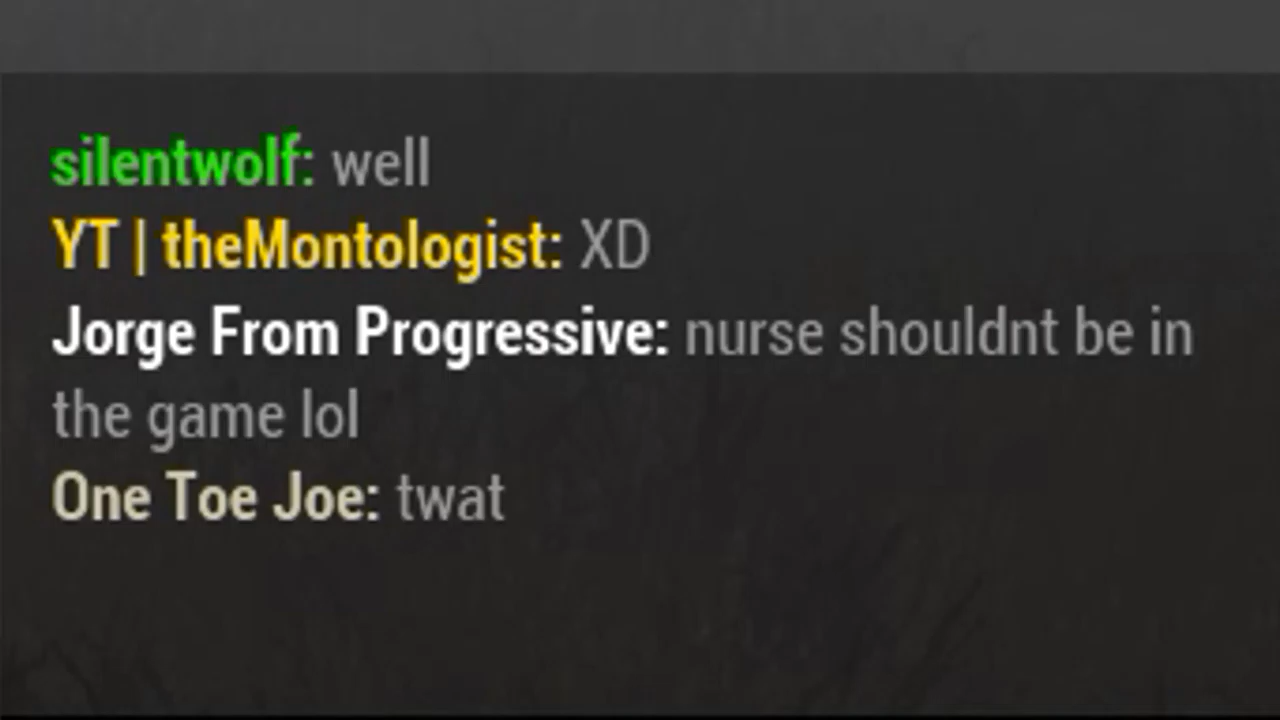 silentwolf: well
YT | theMontologist: XD
Jorge From Progressive: nurse shouldnt be in
the game lol
One Toe Joe: twat